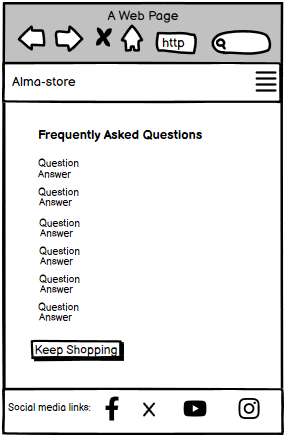 A Web Page
http
Alma-store
Frequently Asked Questions
Question
Answer
Question
Answer
Question
Answer
Question
Answer
Question
Answer
Question
Answer
Keep Shopping
Social media links: